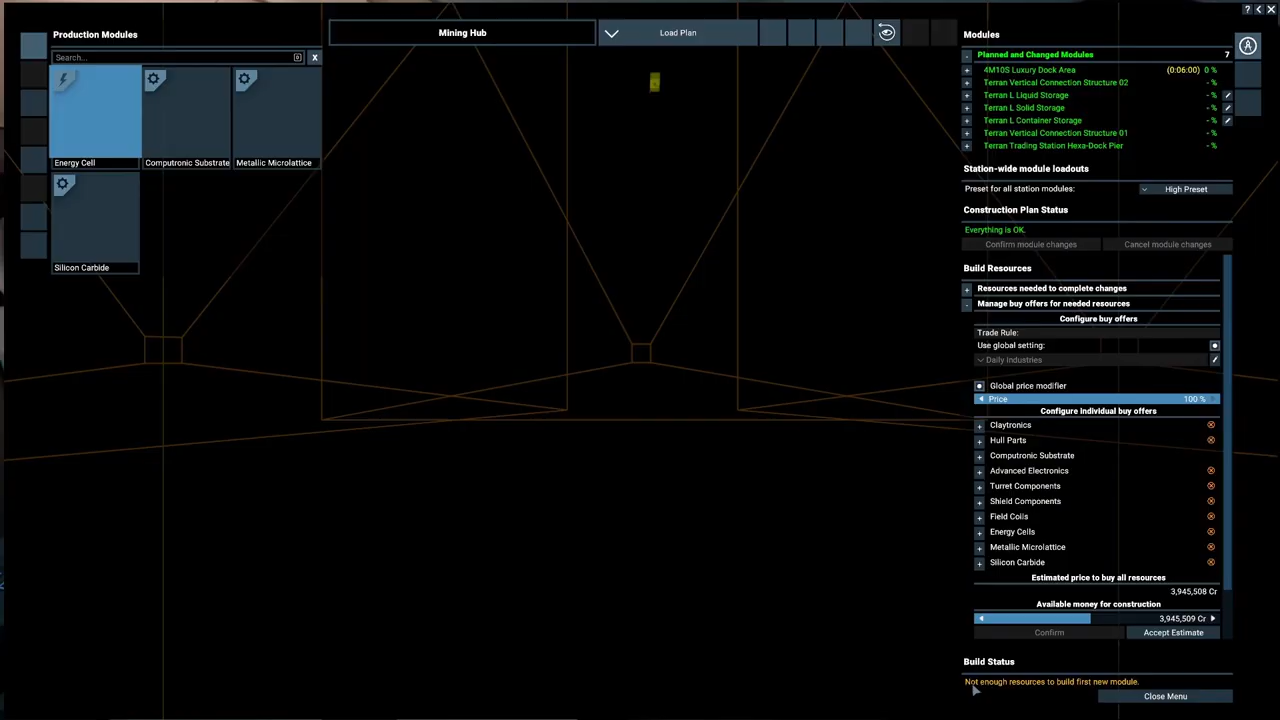 Production Modules
Search...
X
Energy Cell
Computronic Substrate
Metallic Microlattice
Silicon Carbide
Mining Hub
Load Plan
Modules
Planned and Changed Modules 7
4M10S Luxury Dock Area (0:06:00) 0 %
Terran Vertical Connection Structure 02 - %
Terran L Liquid Storage - %
Terran L Solid Storage - %
Terran L Container Storage - %
Terran Vertical Connection Structure 01 - %
Terran Trading Station Hexa-Dock Pier - %
Station-wide module loadouts
Preset for all station modules: High Preset
Construction Plan Status
Everything is OK.
Confirm module changes Cancel module changes
Build Resources
Resources needed to complete changes
Manage buy offers for needed resources
Configure buy offers
Trade Rule:
Use global setting:
Daily industries
Global price modifier
Price 100 %
Configure individual buy offers
Claytronics
Hull Parts
Computronic Substrate
Advanced Electronics
Turret Components
Shield Components
Field Coils
Energy Cells
Metallic Microlattice
Silicon Carbide
Estimated price to buy all resources
3,945,508 Cr
Available money for construction
3,945,509 Cr
Confirm Accept Estimate
Build Status
Not enough resources to build first new module.
Close Menu